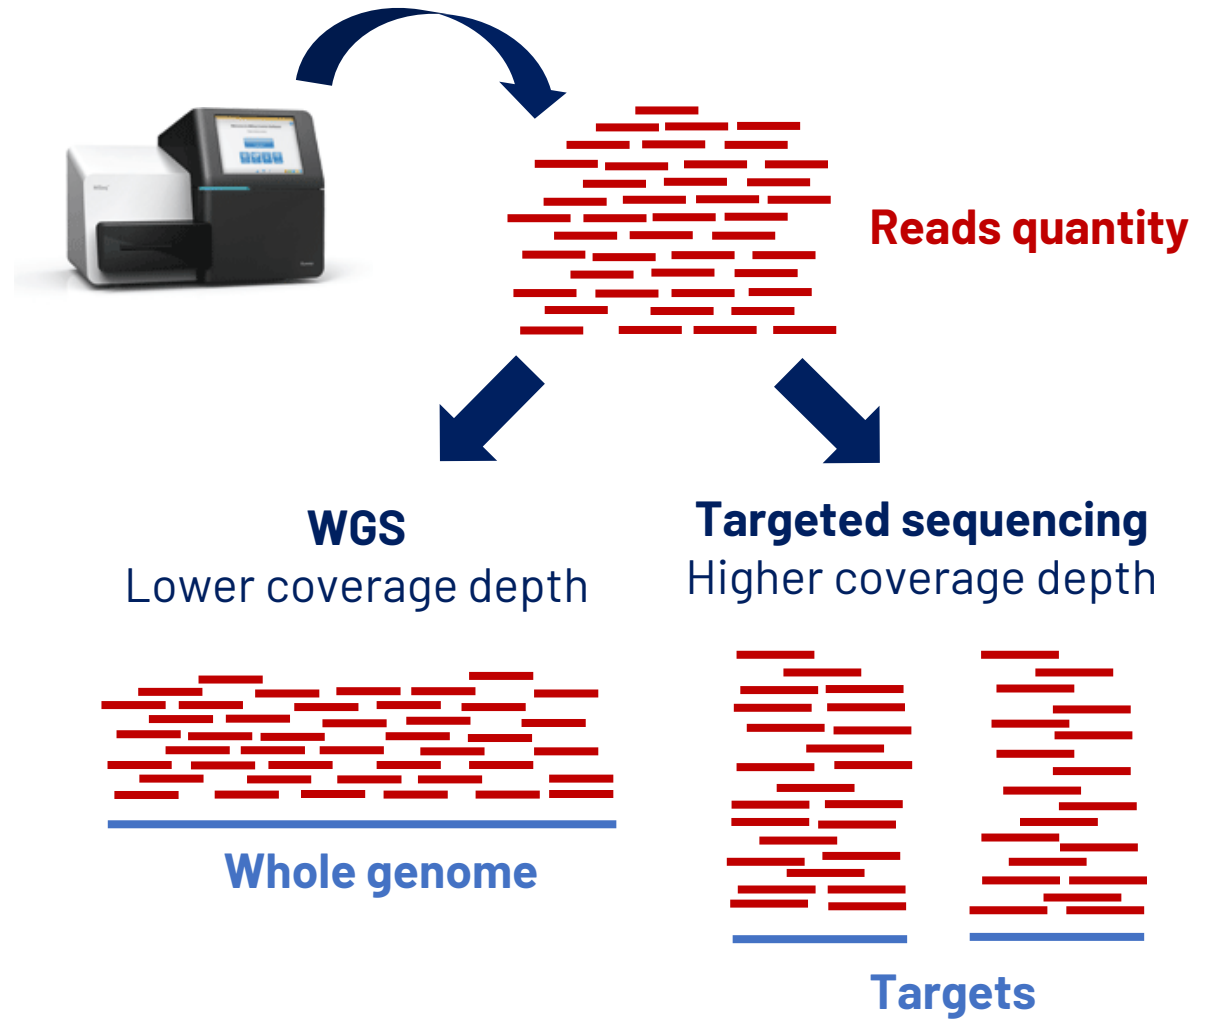 Reads quantity
WGS
Lower coverage depth
Targeted sequencing
Higher coverage depth
Whole genome
Targets